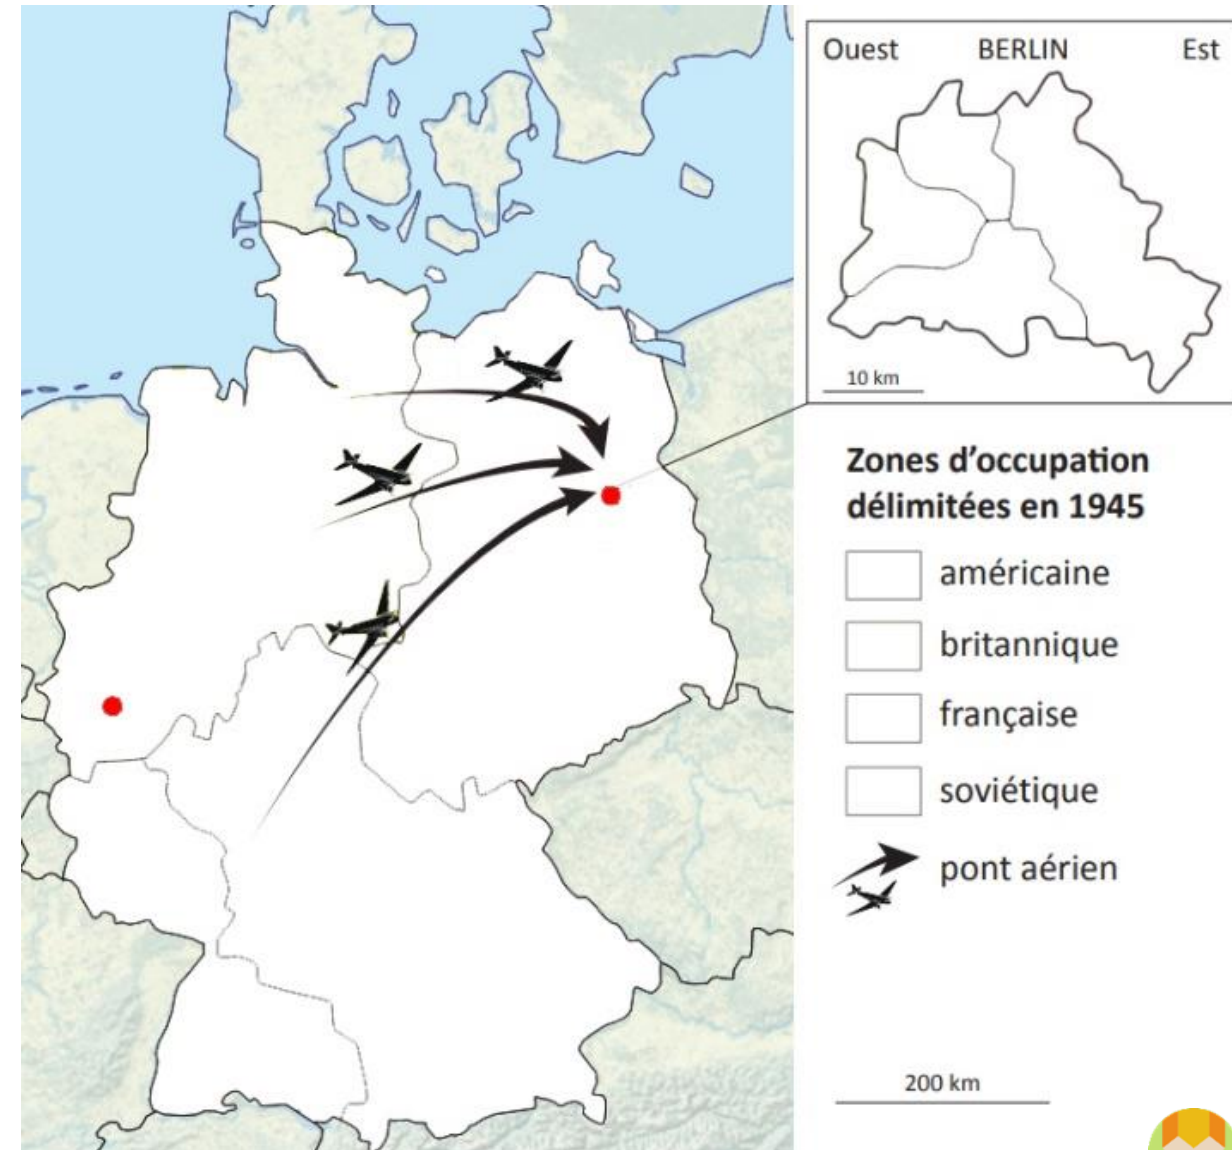 Ouest BERLIN Est
10 km
Zones d’occupation
délimitées en 1945
américaine
britannique
française
soviétique
pont aérien
200 km